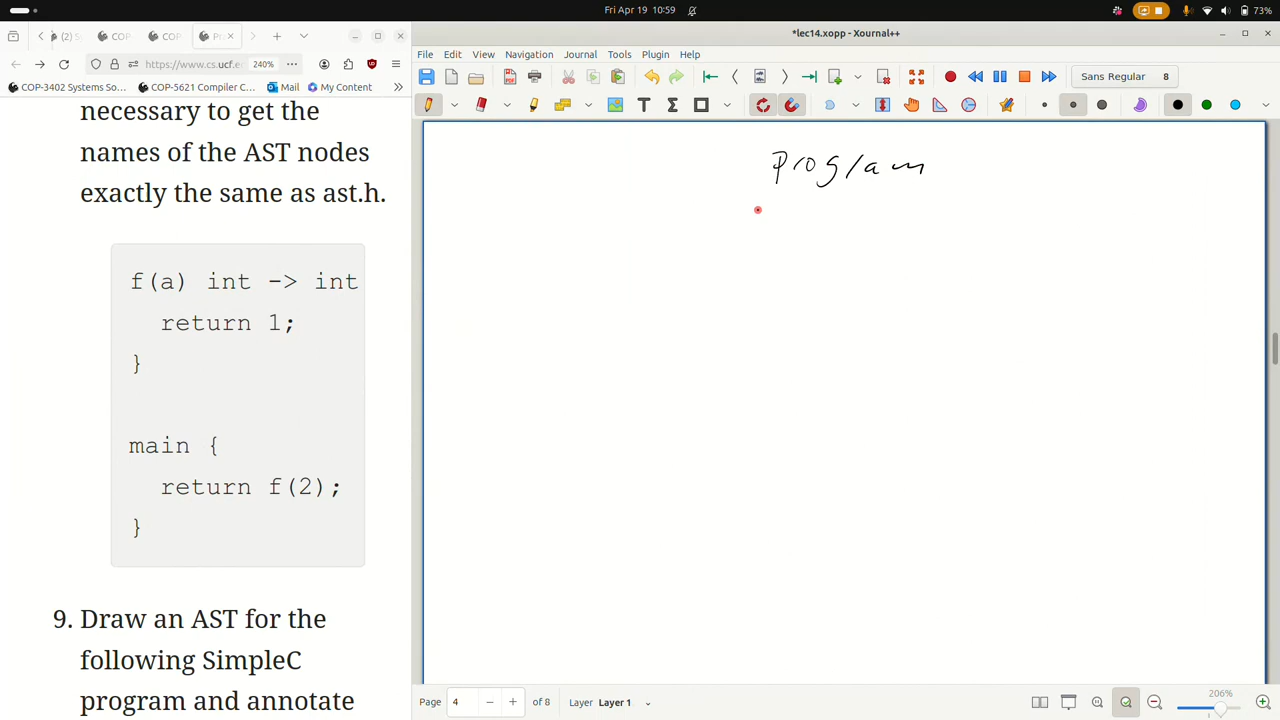 Fri Apr 19 10:59
73%
(2) S
COP
COP
Pr
*lec14.xopp - Xournal++
File Edit View Navigation Journal Tools Plugin Help
https://www.cs.ucf.e
240%
COP-3402 Systems So…
COP-5621 Compiler C…
Mail
My Content
Sans Regular 8
necessary to get the
names of the AST nodes
exactly the same as ast.h.
f(a) int -> int
return 1;
}
main {
return f(2);
}
9. Draw an AST for the
following SimpleC
program and annotate
Program
Page 4 of 8 Layer Layer 1
206%